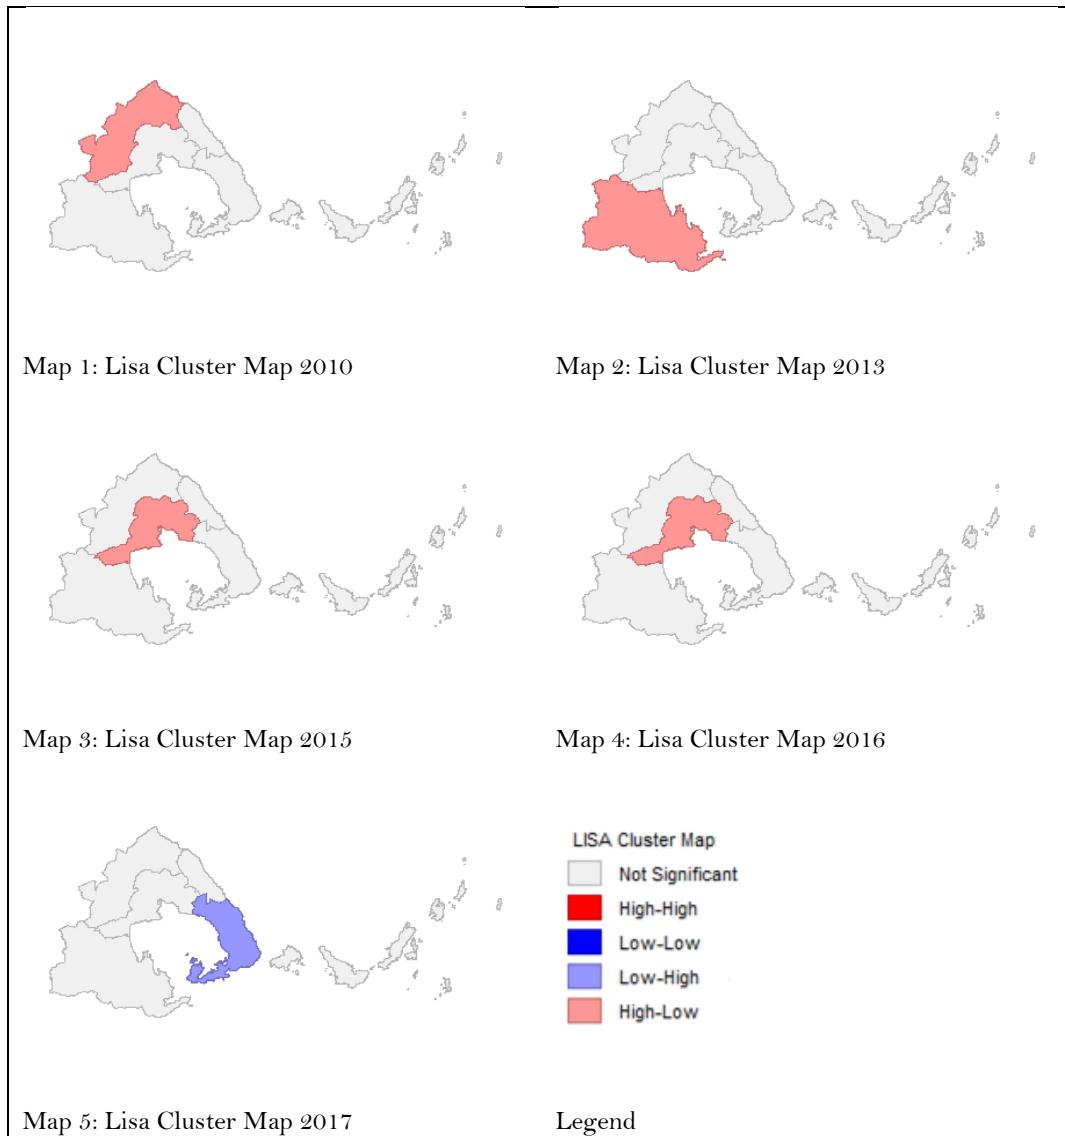 Map 1: Lisa Cluster Map 2010
Map 2: Lisa Cluster Map 2013
Map 3: Lisa Cluster Map 2015
Map 4: Lisa Cluster Map 2016
LISA Cluster Map
Not Significant
High-High
Low-Low
Low-High
High-Low
Map 5: Lisa Cluster Map 2017
Legend